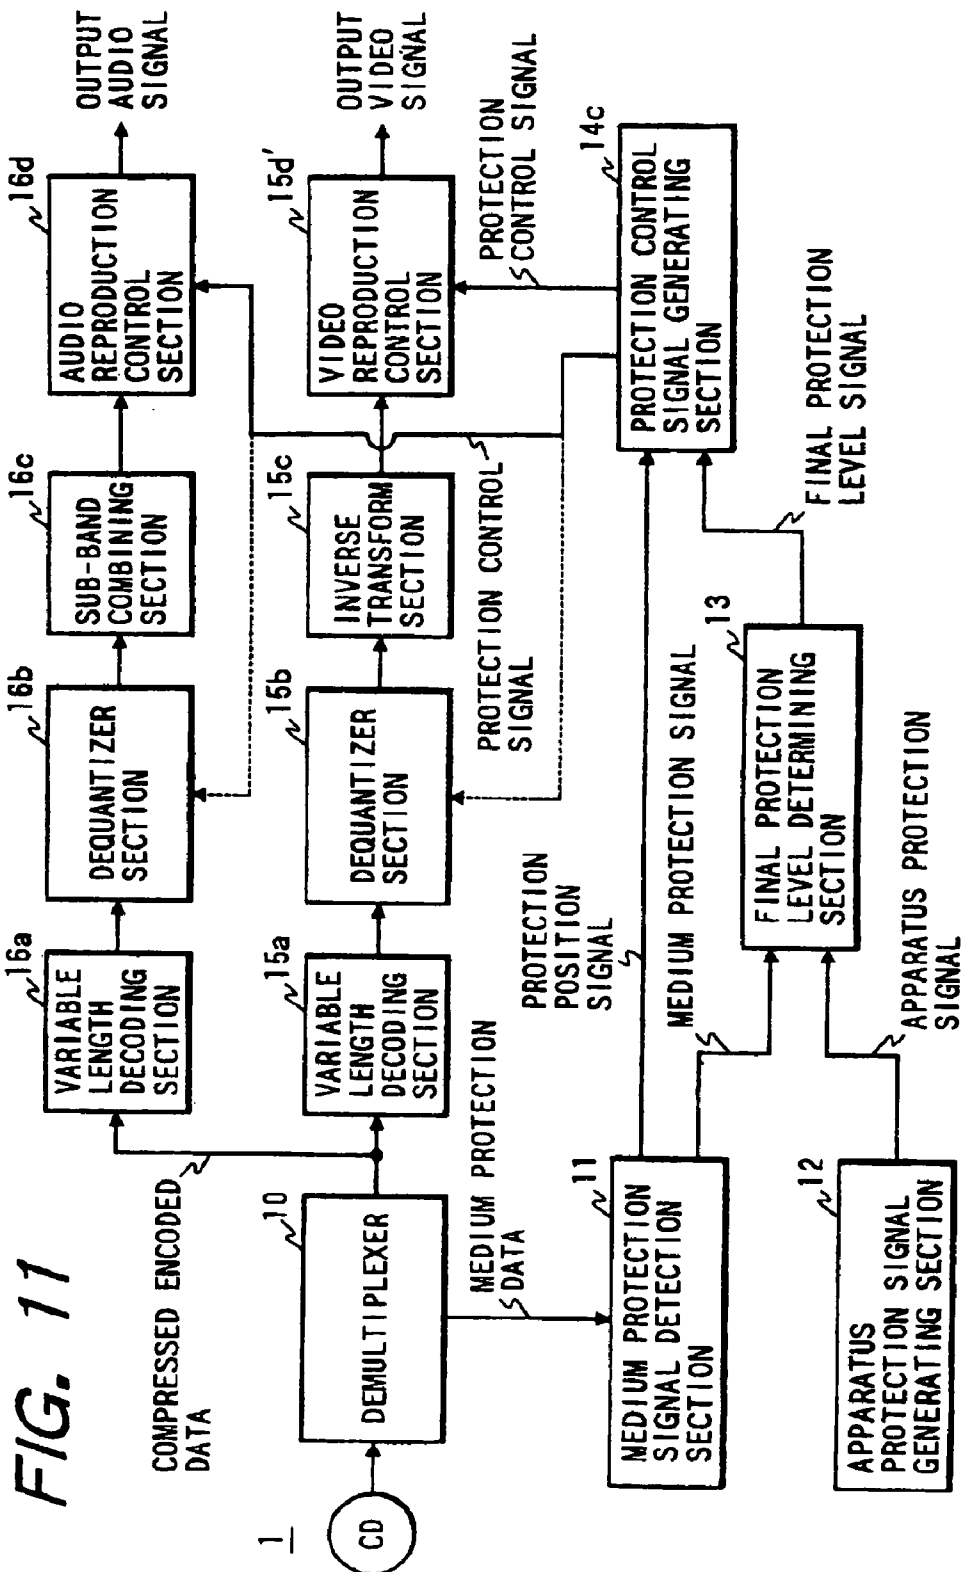 FIG. 11
1
CD
COMPRESSED ENCODED
DATA
10
DEMULTIPLEXER
MEDIUM PROTECTION
DATA
16a
VARIABLE
LENGTH
DECODING
SECTION
16b
DEQUANTIZER
SECTION
16c
SUB-BAND
COMBINING
SECTION
16d
AUDIO
REPRODUCTION
CONTROL
SECTION
OUTPUT
AUDIO
SIGNAL
15a
VARIABLE
LENGTH
DECODING
SECTION
15b
DEQUANTIZER
SECTION
15c
INVERSE
TRANSFORM
SECTION
15d'
VIDEO
REPRODUCTION
CONTROL
SECTION
OUTPUT
VIDEO
SIGNAL
PROTECTION CONTROL
SIGNAL
PROTECTION
CONTROL SIGNAL
11
MEDIUM PROTECTION
SIGNAL DETECTION
SECTION
PROTECTION
POSITION
SIGNAL
14c
PROTECTION CONTROL
SIGNAL GENERATING
SECTION
MEDIUM PROTECTION SIGNAL
12
APPARATUS
PROTECTION SIGNAL
GENERATING SECTION
APPARATUS PROTECTION
SIGNAL
13
FINAL PROTECTION
LEVEL DETERMINING
SECTION
FINAL PROTECTION
LEVEL SIGNAL